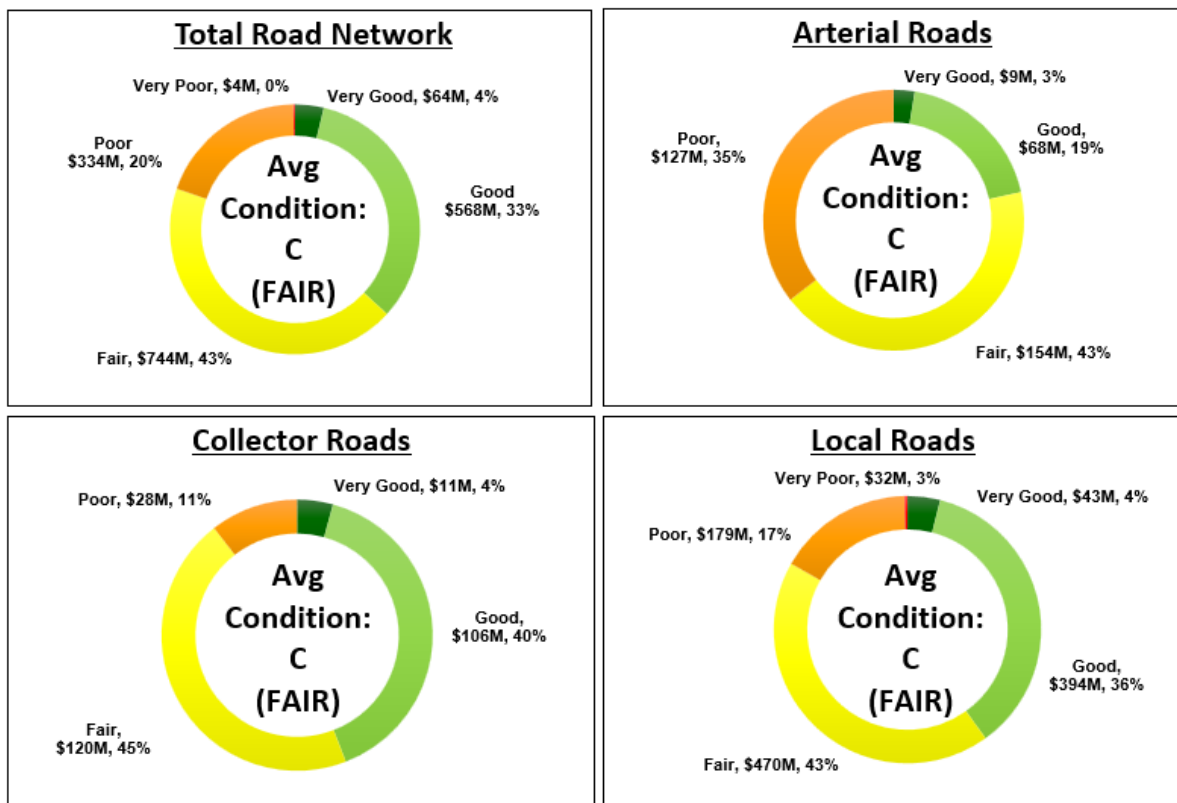 Total Road Network
Very Poor, $4M, 0%
Very Good, $64M, 4%
Poor
$334M, 20%
Good
$568M, 33%
Avg
Condition:
C
(FAIR)
Fair, $744M, 43%
Arterial Roads
Very Good, $9M, 3%
Good,
$68M, 19%
Poor,
$127M, 35%
Avg
Condition:
C
(FAIR)
Fair, $154M, 43%
Collector Roads
Poor, $28M, 11%
Very Good, $11M, 4%
Avg
Condition:
C
(FAIR)
Good,
$106M, 40%
Fair,
$120M, 45%
Local Roads
Very Poor, $32M, 3%
Very Good, $43M, 4%
Poor, $179M, 17%
Avg
Condition:
C
(FAIR)
Good,
$394M, 36%
Fair, $470M, 43%